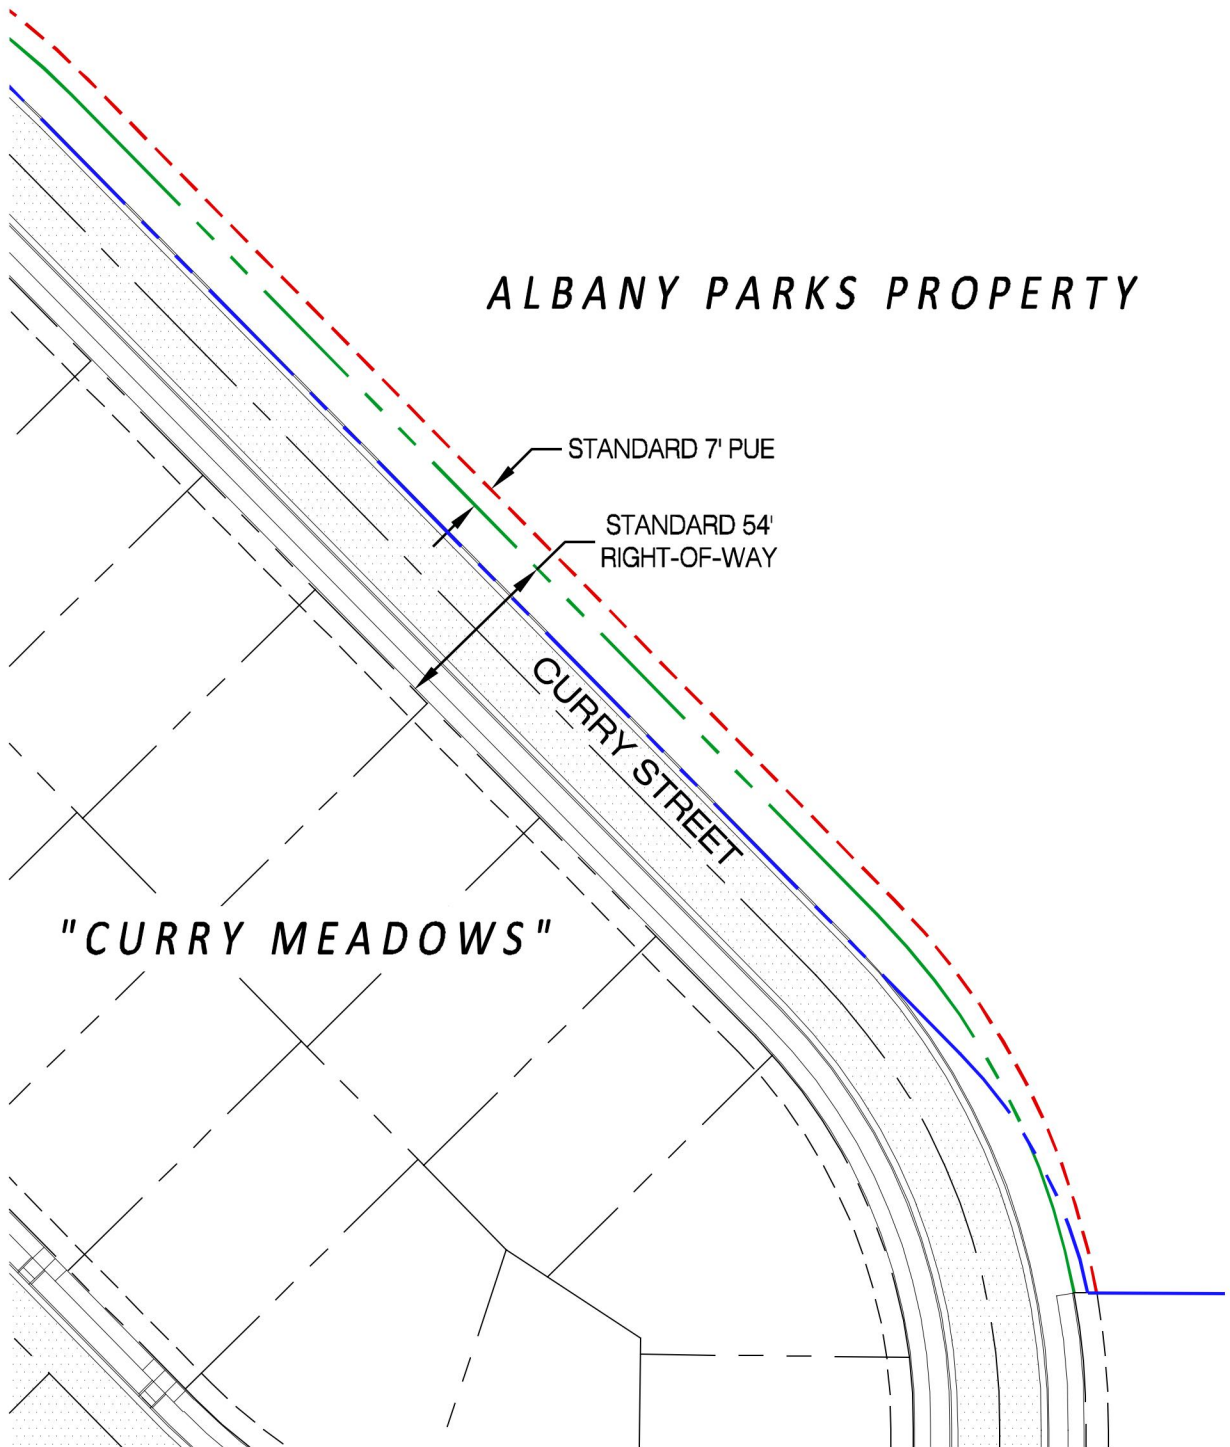 ALBANY PARKS PROPERTY
STANDARD 7' PUE
STANDARD 54'
RIGHT-OF-WAY
CURRY STREET
"CURRY MEADOWS"